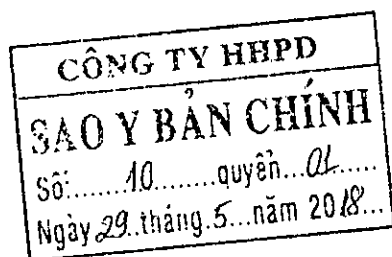 CÔNG TY HHPD
SAO Y BẢN CHÍNH
Số:.......10.........quyển...01......
Ngày 29..tháng.5...năm 2018...